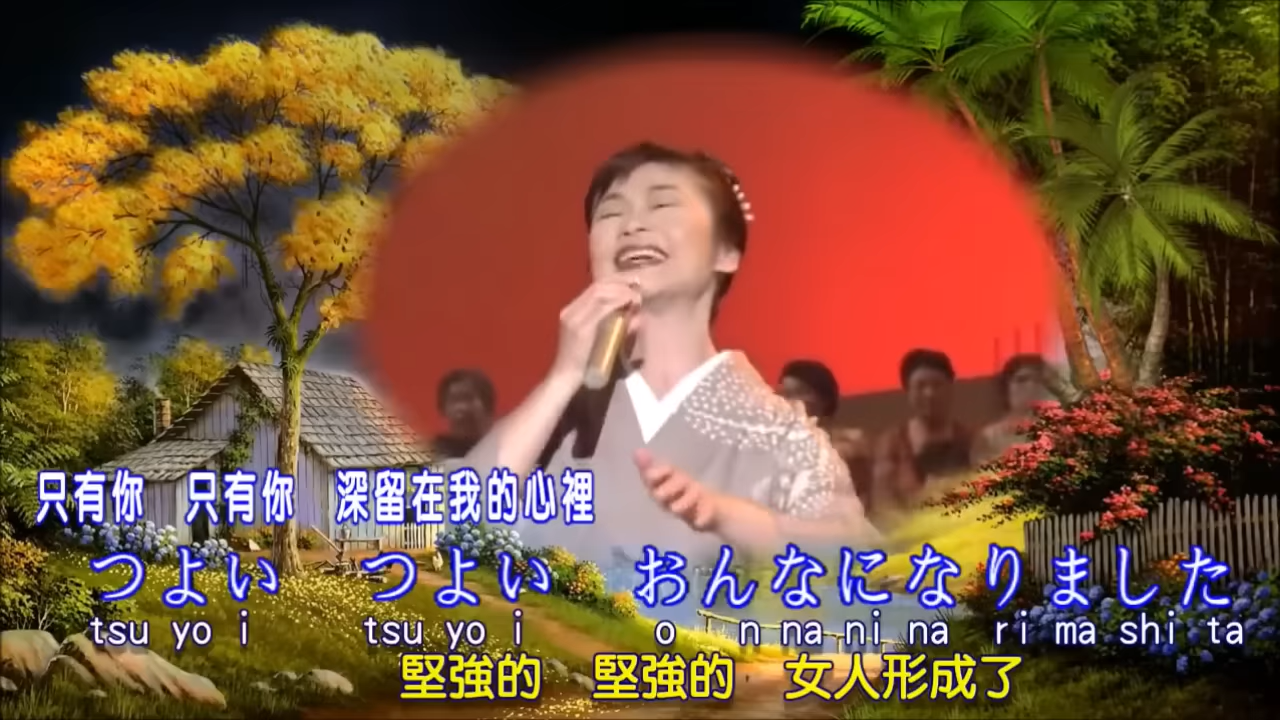 只有你 只有你 深留在我的心裡
つよい つよい おんなになりました
tsu yo i tsu yo i o n na ni na ri ma shi ta
堅強的 堅強的 女人形成了